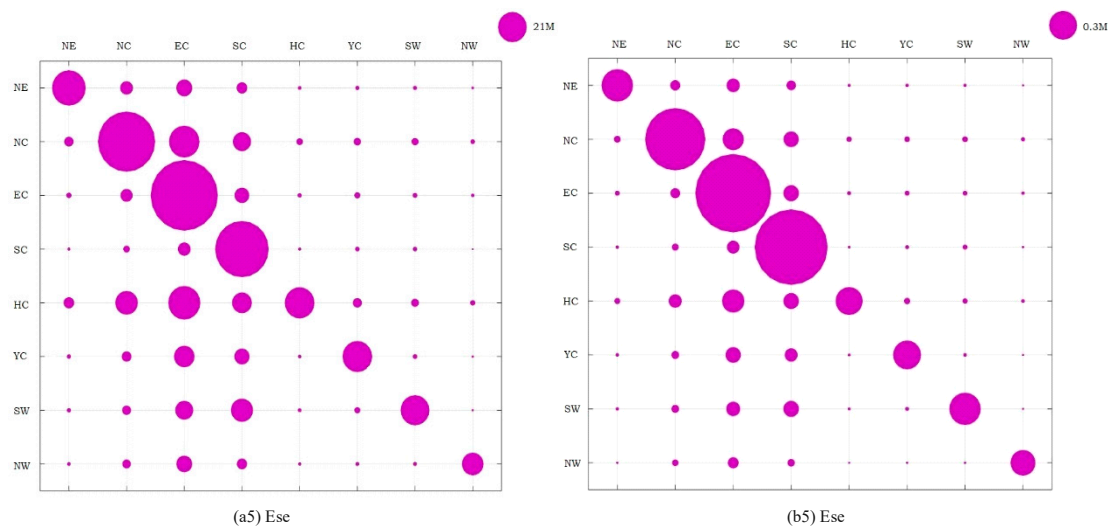 21M
NE NC EC SC HC YC SW NW
NE
NC
EC
SC
HC
YC
SW
NW
(a5) Ese
0.3M
NE NC EC SC HC YC SW NW
NE
NC
EC
SC
HC
YC
SW
NW
(b5) Ese